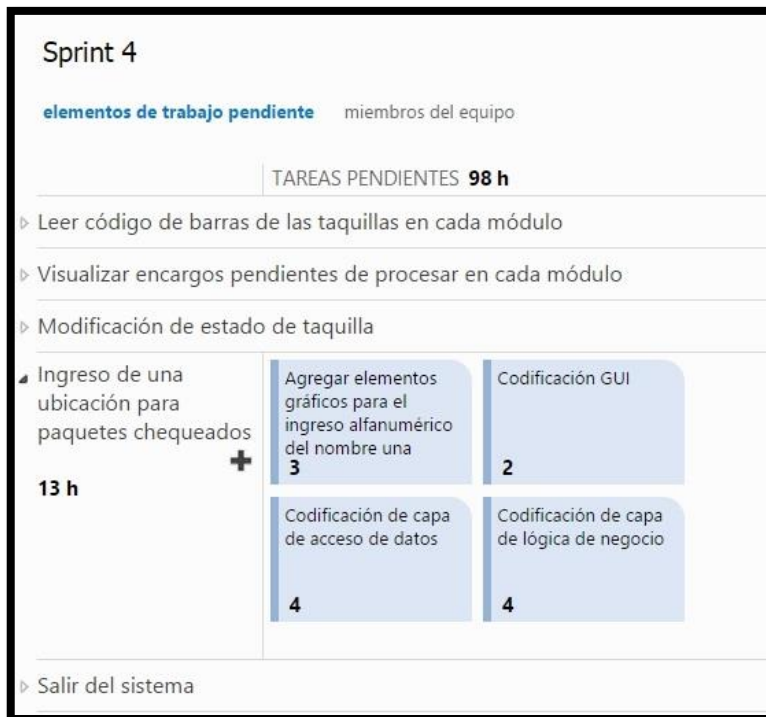 Sprint 4
elementos de trabajo pendiente miembros del equipo
TAREAS PENDIENTES 98 h
Leer código de barras de las taquillas en cada módulo
Visualizar encargos pendientes de procesar en cada módulo
Modificación de estado de taquilla
Ingreso de una
ubicación para
paquetes chequeados
13 h
Agregar elementos
gráficos para el
ingreso alfanumérico
del nombre una
3
Codificación GUI
2
Codificación de capa
de acceso de datos
4
Codificación de capa
de lógica de negocio
4
Salir del sistema